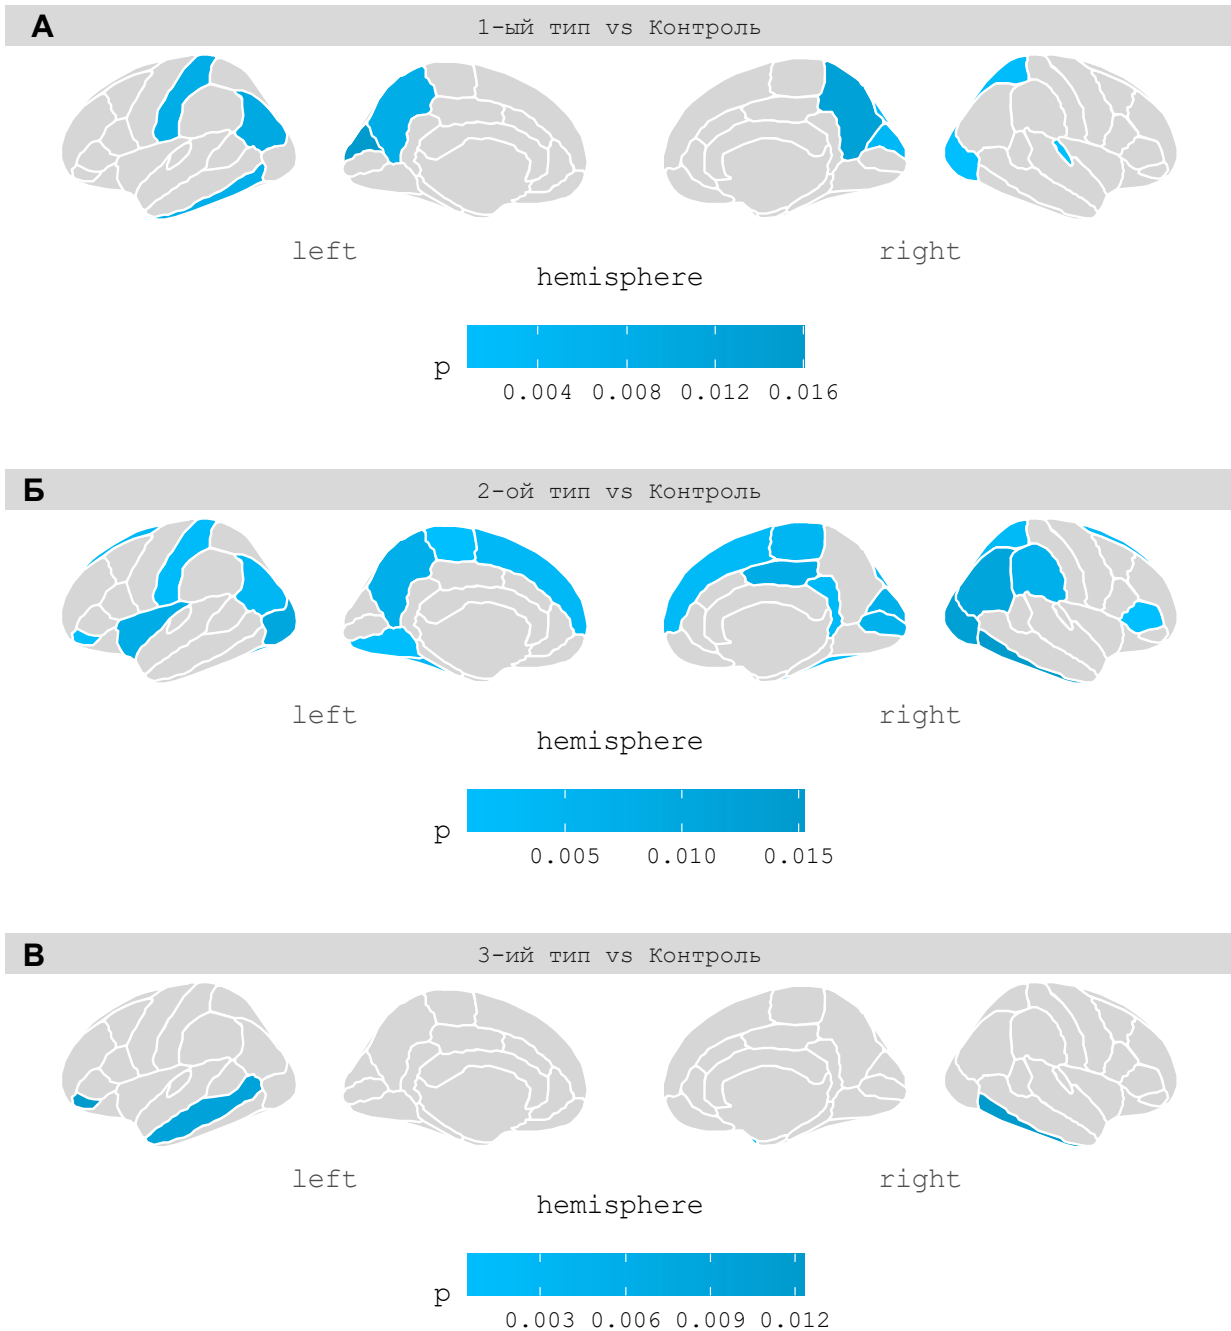 А 1-ый тип vs Контроль
left right
hemisphere
p
0.004 0.008 0.012 0.016
Б 2-ой тип vs Контроль
left right
hemisphere
p
0.005 0.010 0.015
В 3-ий тип vs Контроль
left right
hemisphere
p
0.003 0.006 0.009 0.012